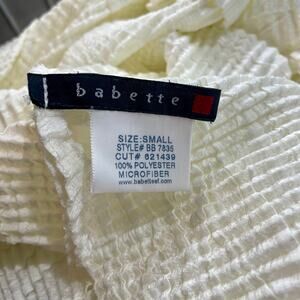 babette
SIZE:SMALL
STYLE# BB 7835
CUT# 621439
100% POLYESTER
MICROFIBER
www.babettesf.com